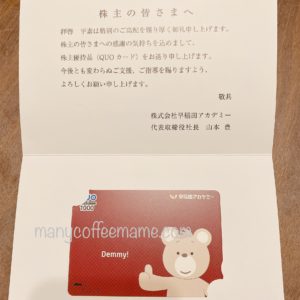 株主の皆さまへ
拝啓 平素は格別のご高配を賜り厚く御礼申し上げます。
株主の皆さまへの感謝の気持ちを込めまして、
株主優待品（QUOカード）をお送り申し上げます。
今後とも変わらぬご支援、ご指導を賜りますよう、
よろしくお願い申し上げます。
敬具
株式会社早稲田アカデミー
代表取締役社長 山本 豊
QUO
1000
早稲田アカデミー
manycoffeemame.com
Demmy!